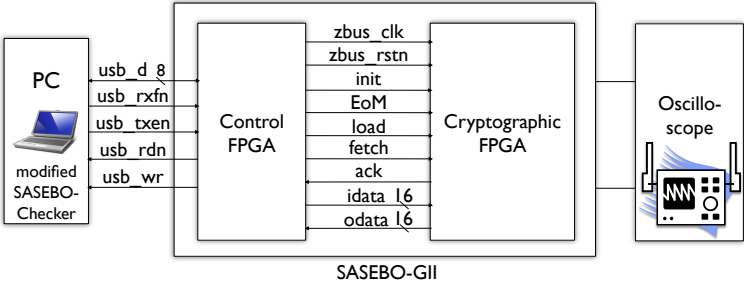 PC
modified
SASEBO-
Checker
usb_d 8
usb_rxfn
usb_txen
usb_rdn
usb_wr
Control
FPGA
zbus_clk
zbus_rstn
init
EoM
load
fetch
ack
idata 16
odata 16
Cryptographic
FPGA
Oscillo-
scope
SASEBO-GII